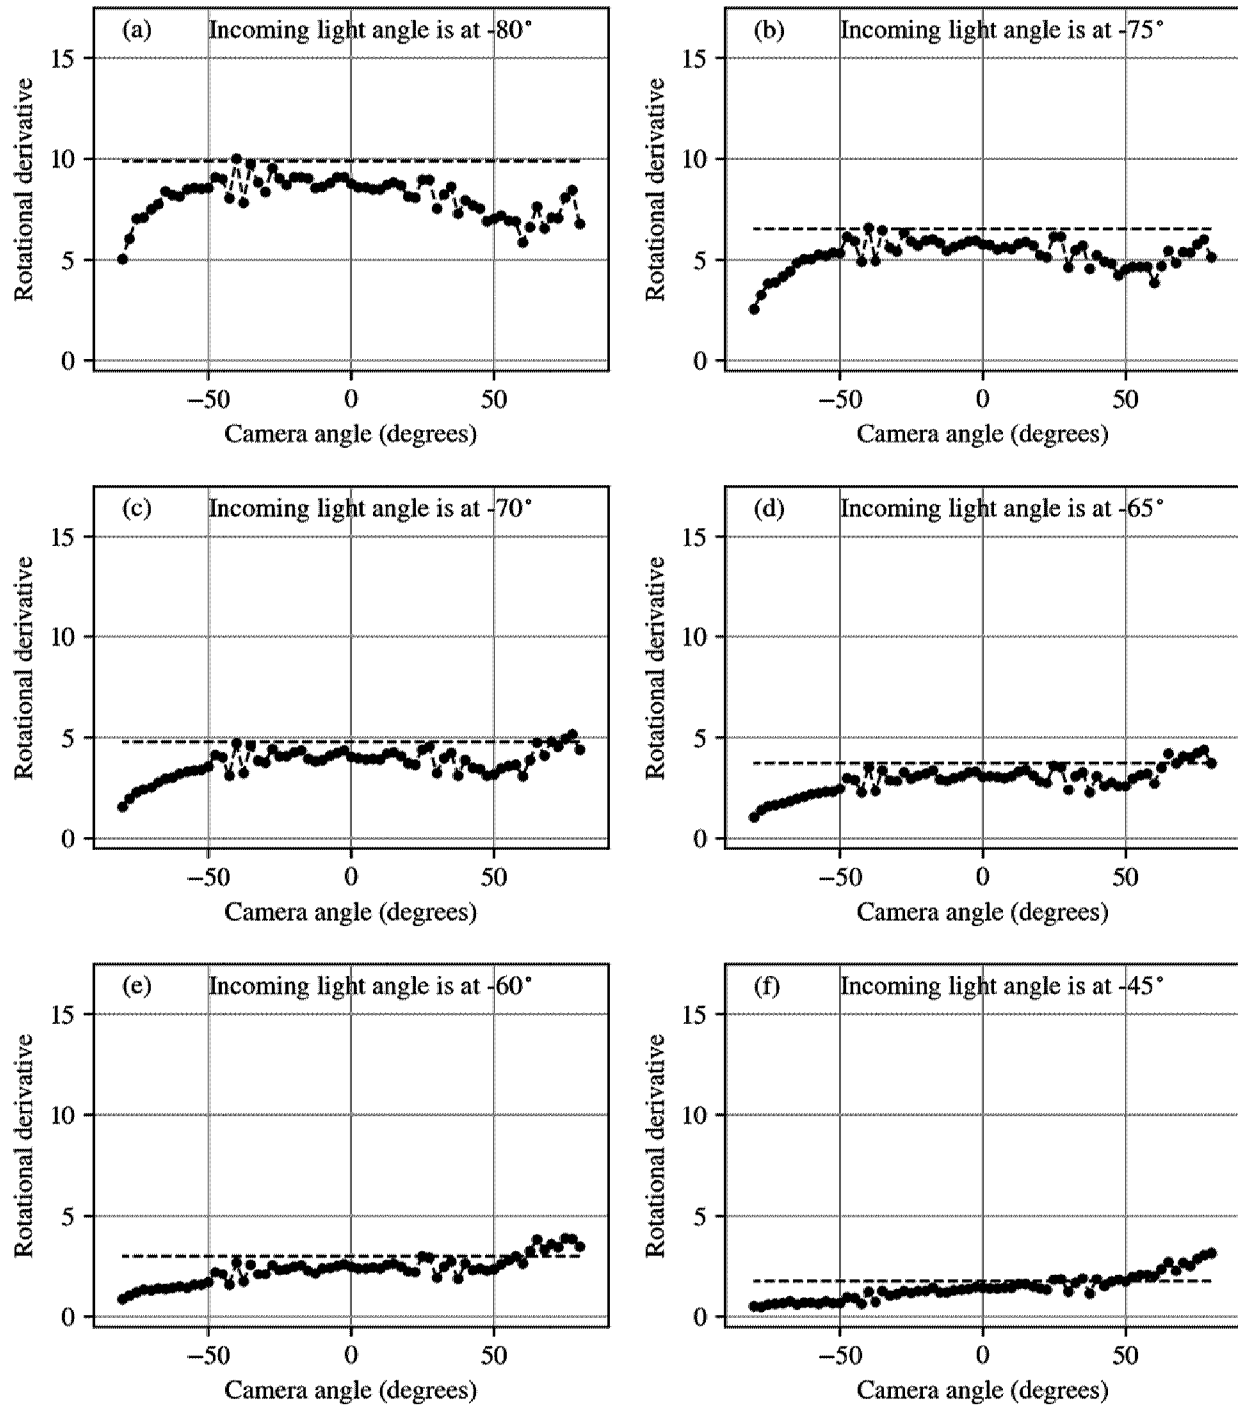 (a) Incoming light angle is at -80°
15
10
5
0
Rotational derivative
−50 0 50
Camera angle (degrees)
(b) Incoming light angle is at -75°
15
10
5
0
Rotational derivative
−50 0 50
Camera angle (degrees)
(c) Incoming light angle is at -70°
15
10
5
0
Rotational derivative
−50 0 50
Camera angle (degrees)
(d) Incoming light angle is at -65°
15
10
5
0
Rotational derivative
−50 0 50
Camera angle (degrees)
(e) Incoming light angle is at -60°
15
10
5
0
Rotational derivative
−50 0 50
Camera angle (degrees)
(f) Incoming light angle is at -45°
15
10
5
0
Rotational derivative
−50 0 50
Camera angle (degrees)